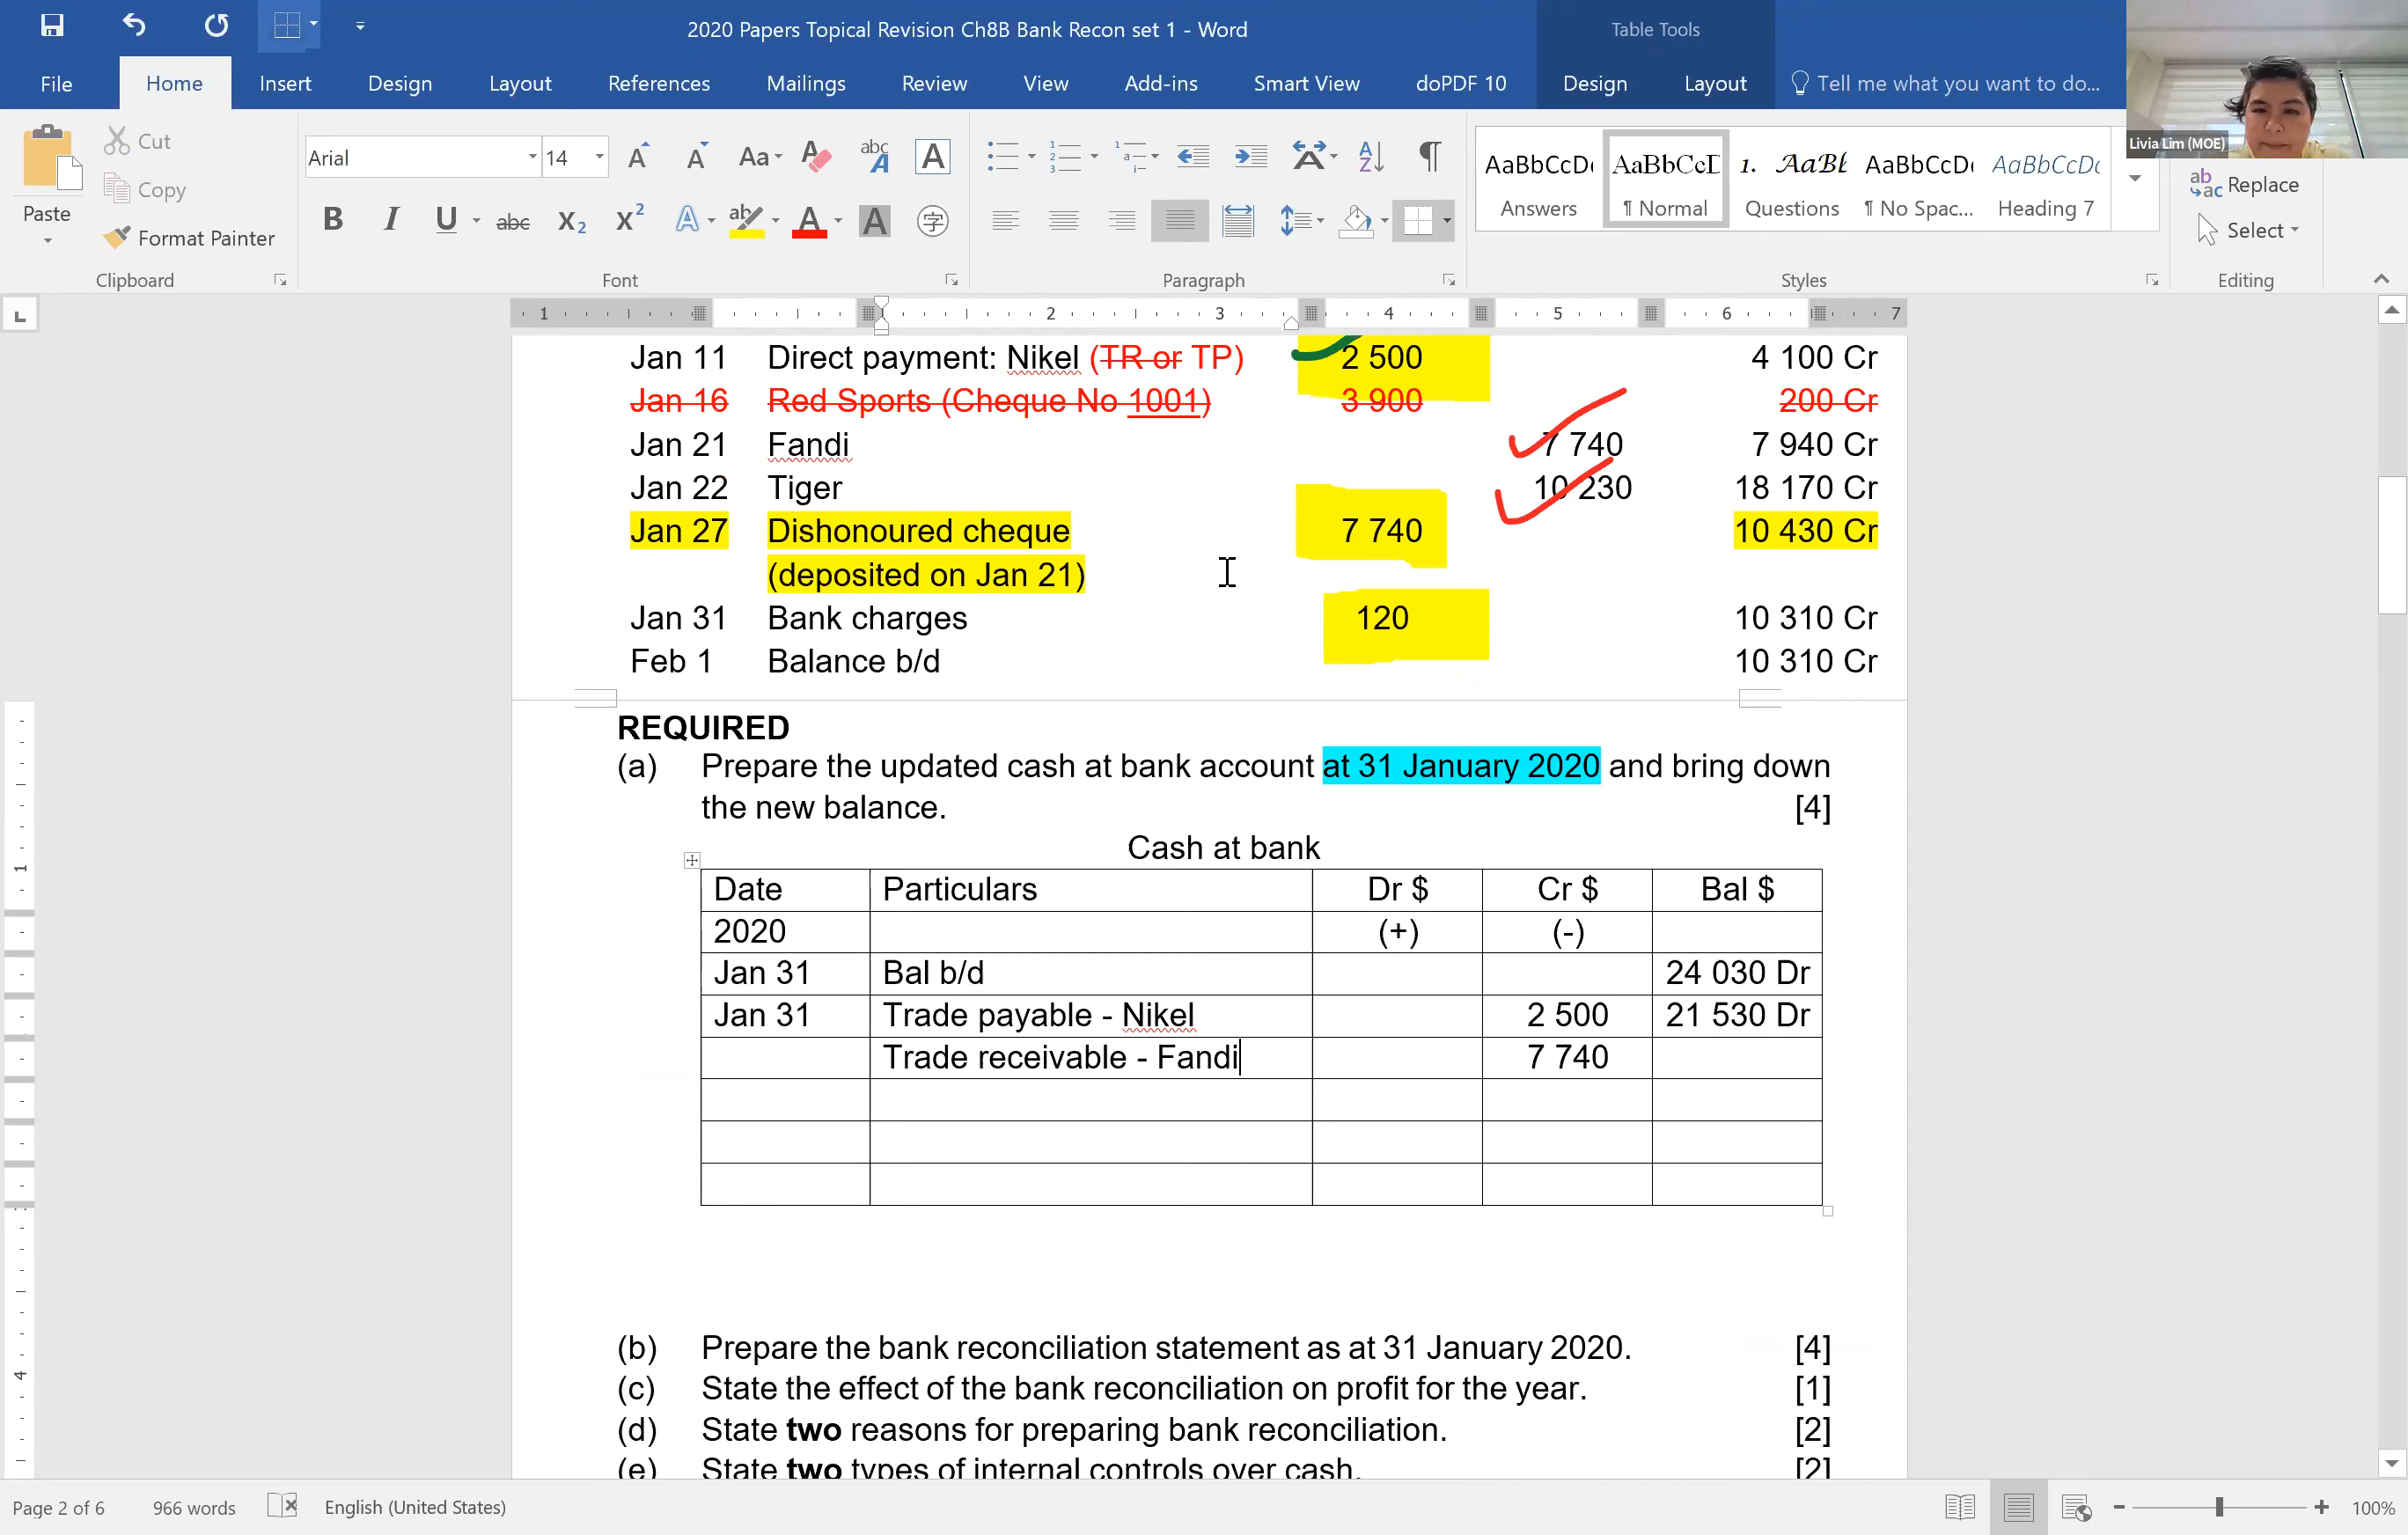 2020 Papers Topical Revision Ch8B Bank Recon set 1 - Word
Table Tools
File Home Insert Design Layout References Mailings Review View Add-ins Smart View doPDF 10 Design Layout Tell me what you want to do...
Livia Lim (MOE)
Paste
Cut
Copy
Format Painter
Clipboard
Arial 14
Font
Paragraph
AaBbCcD AaBbCcD 1. AaBb AaBbCcD AaBbCcD
Answers ¶ Normal Questions ¶ No Spac... Heading 7
Styles
Replace
Select
Editing
1 2 3 4 5 6 7
Jan 11 Direct payment: Nikel (TR or TP) 2 500 4 100 Cr
Jan 16 Red Sports (Cheque No 1001) 3 900 200 Cr
Jan 21 Fandi 7 740 7 940 Cr
Jan 22 Tiger 10 230 18 170 Cr
Jan 27 Dishonoured cheque 7 740 10 430 Cr
(deposited on Jan 21)
Jan 31 Bank charges 120 10 310 Cr
Feb 1 Balance b/d 10 310 Cr
REQUIRED
(a) Prepare the updated cash at bank account at 31 January 2020 and bring down
the new balance. [4]
Cash at bank
Date Particulars Dr $ Cr $ Bal $
2020 (+) (-)
Jan 31 Bal b/d 24 030 Dr
Jan 31 Trade payable - Nikel 2 500 21 530 Dr
Trade receivable - Fandi 7 740
(b) Prepare the bank reconciliation statement as at 31 January 2020. [4]
(c) State the effect of the bank reconciliation on profit for the year. [1]
(d) State two reasons for preparing bank reconciliation. [2]
(e) State two types of internal controls over cash. [2]
Page 2 of 6 966 words English (United States) 100%